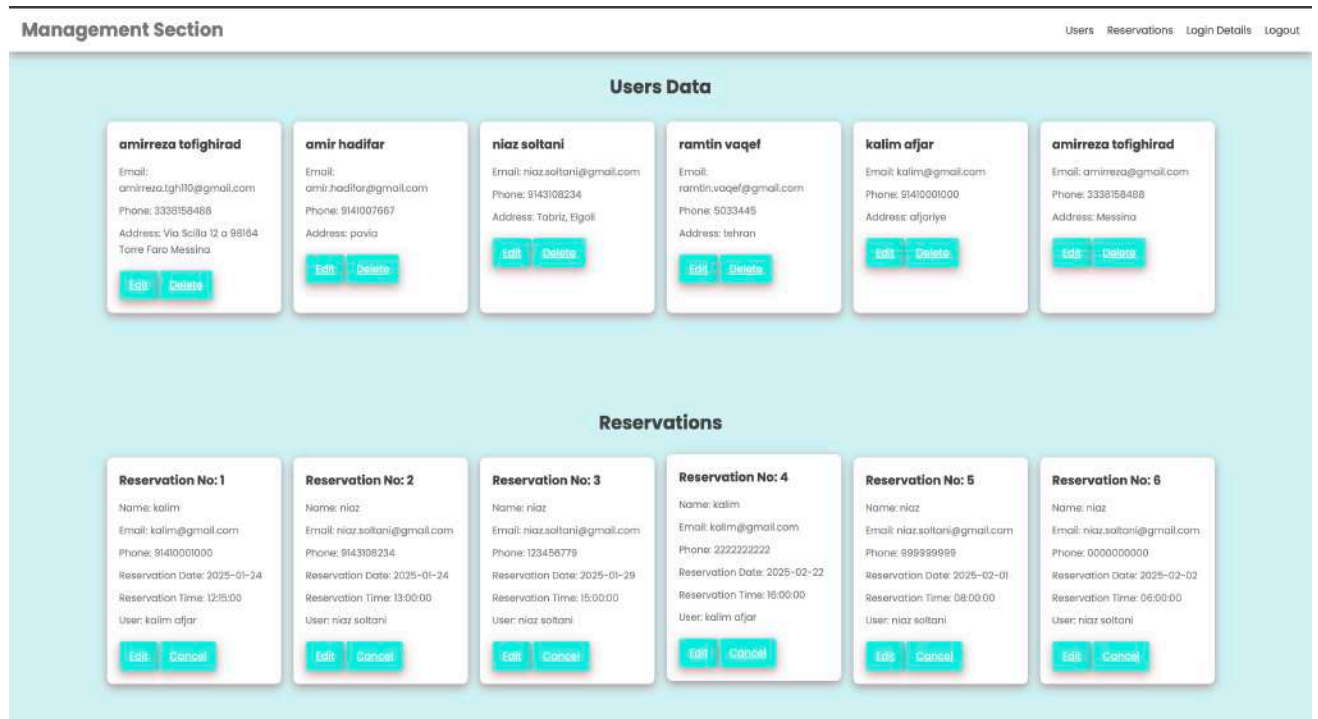 Management Section
Users Reservations Login Details Logout
Users Data
amirreza tofighirad
Email:
amirreza.tgh110@gmail.com
Phone: 3338158488
Address: Via Scilla 12 a 98164
Torre Faro Messina
Edit Delete
amir hadifar
Email:
amir.hadifar@gmail.com
Phone: 9141007667
Address: pavia
Edit Delete
niaz soltani
Email: niaz.soltani@gmail.com
Phone: 9143108234
Address: Tabriz, Elgoli
Edit Delete
ramtin vaqef
Email:
ramtin.vaqef@gmail.com
Phone: 5033445
Address: tehran
Edit Delete
kalim afjar
Email: kalim@gmail.com
Phone: 91410001000
Address: afjariye
Edit Delete
amirreza tofighirad
Email: amirreza@gmail.com
Phone: 3338158488
Address: Messina
Edit Delete
Reservations
Reservation No: 1
Name: kalim
Email: kalim@gmail.com
Phone: 91410001000
Reservation Date: 2025-01-24
Reservation Time: 12:15:00
User: kalim afjar
Edit Cancel
Reservation No: 2
Name: niaz
Email: niaz.soltani@gmail.com
Phone: 9143108234
Reservation Date: 2025-01-24
Reservation Time: 13:00:00
User: niaz soltani
Edit Cancel
Reservation No: 3
Name: niaz
Email: niaz.soltani@gmail.com
Phone: 123456779
Reservation Date: 2025-01-29
Reservation Time: 15:00:00
User: niaz soltani
Edit Cancel
Reservation No: 4
Name: kalim
Email: kalim@gmail.com
Phone: 2222222222
Reservation Date: 2025-02-22
Reservation Time: 16:00:00
User: kalim afjar
Edit Cancel
Reservation No: 5
Name: niaz
Email: niaz.soltani@gmail.com
Phone: 999999999
Reservation Date: 2025-02-01
Reservation Time: 08:00:00
User: niaz soltani
Edit Cancel
Reservation No: 6
Name: niaz
Email: niaz.soltani@gmail.com
Phone: 0000000000
Reservation Date: 2025-02-02
Reservation Time: 06:00:00
User: niaz soltani
Edit Cancel